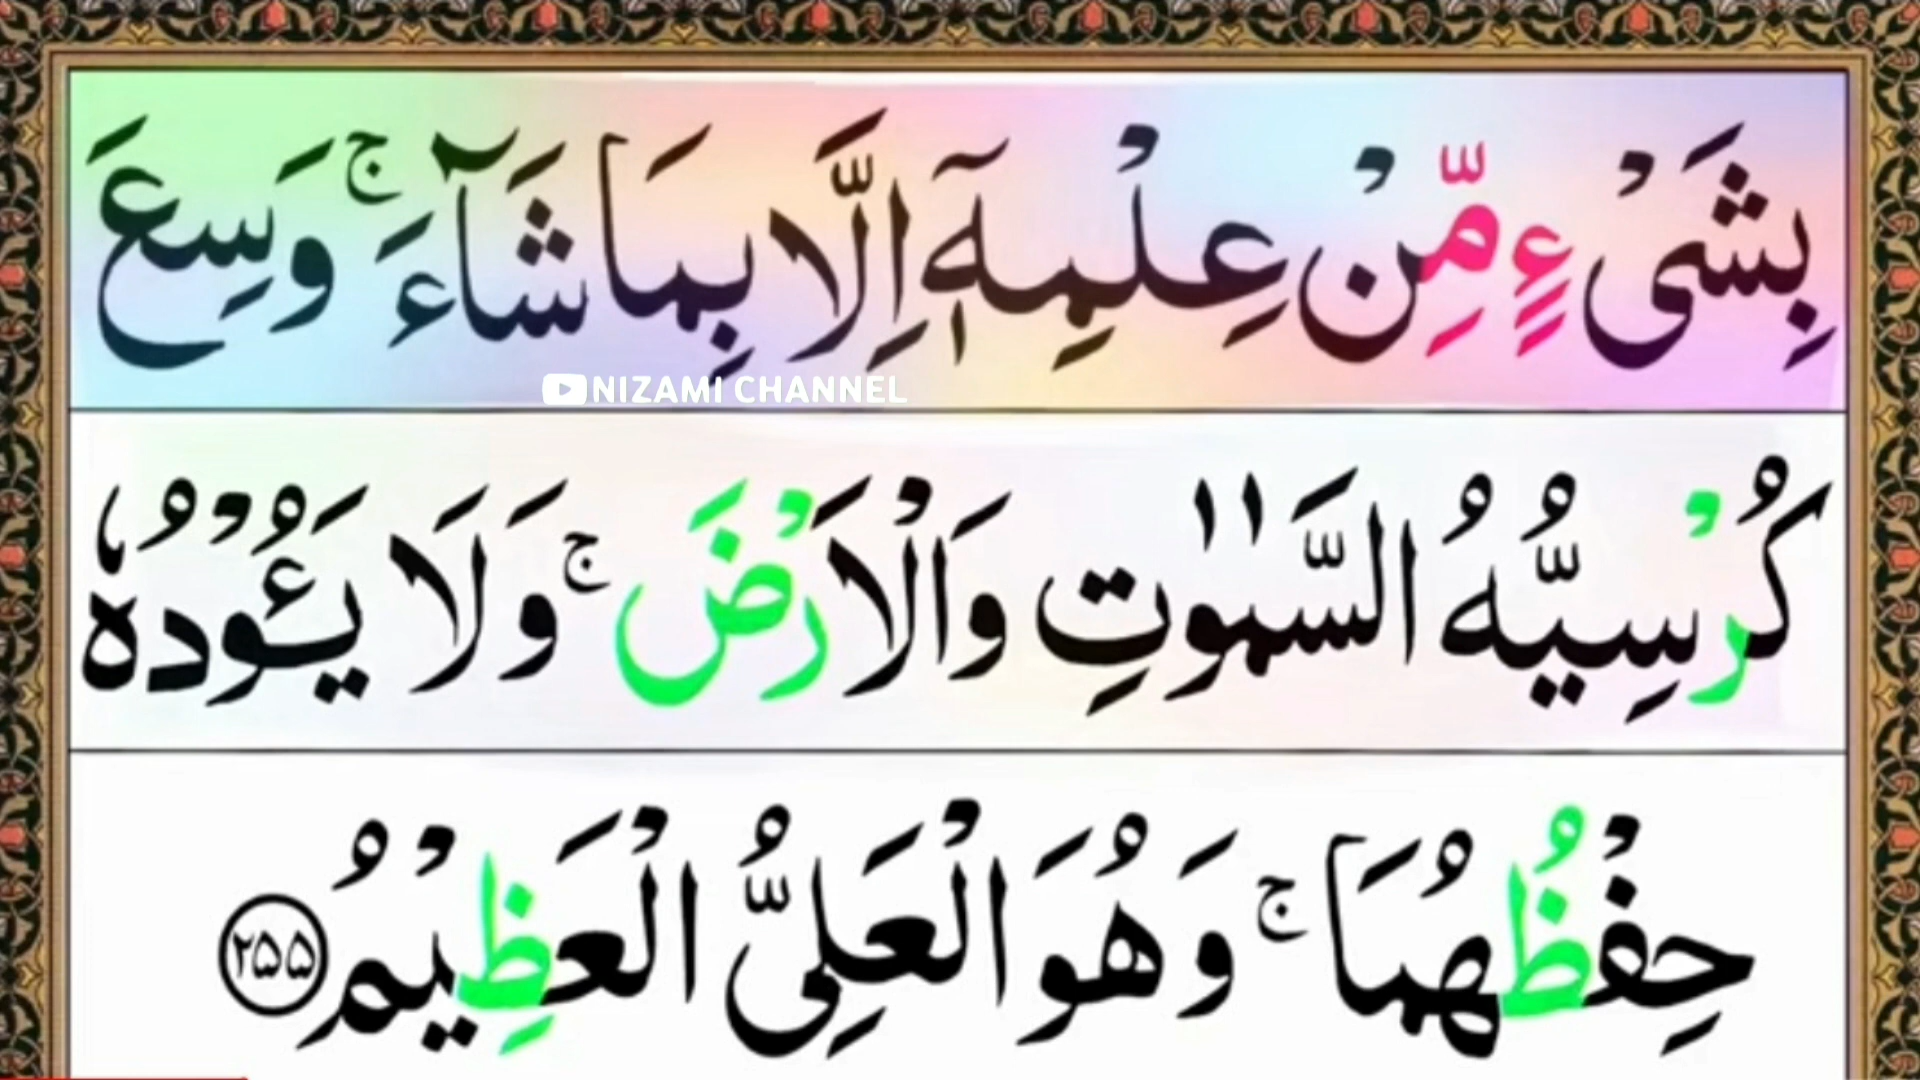 بِشَیْءٍ مِّنْ عِلْمِهٖۤ اِلَّا بِمَا شَآءَ ۚ وَسِعَ
NIZAMI CHANNEL
كُرْسِیُّهُ السَّمٰوٰتِ وَالْاَرْضَ ۚ وَلَا یَـُٔوْدُهٗ
حِفْظُهُمَا ۚ وَهُوَ الْعَلِیُّ الْعَظِیْمُ ﴿۲۵۵﴾